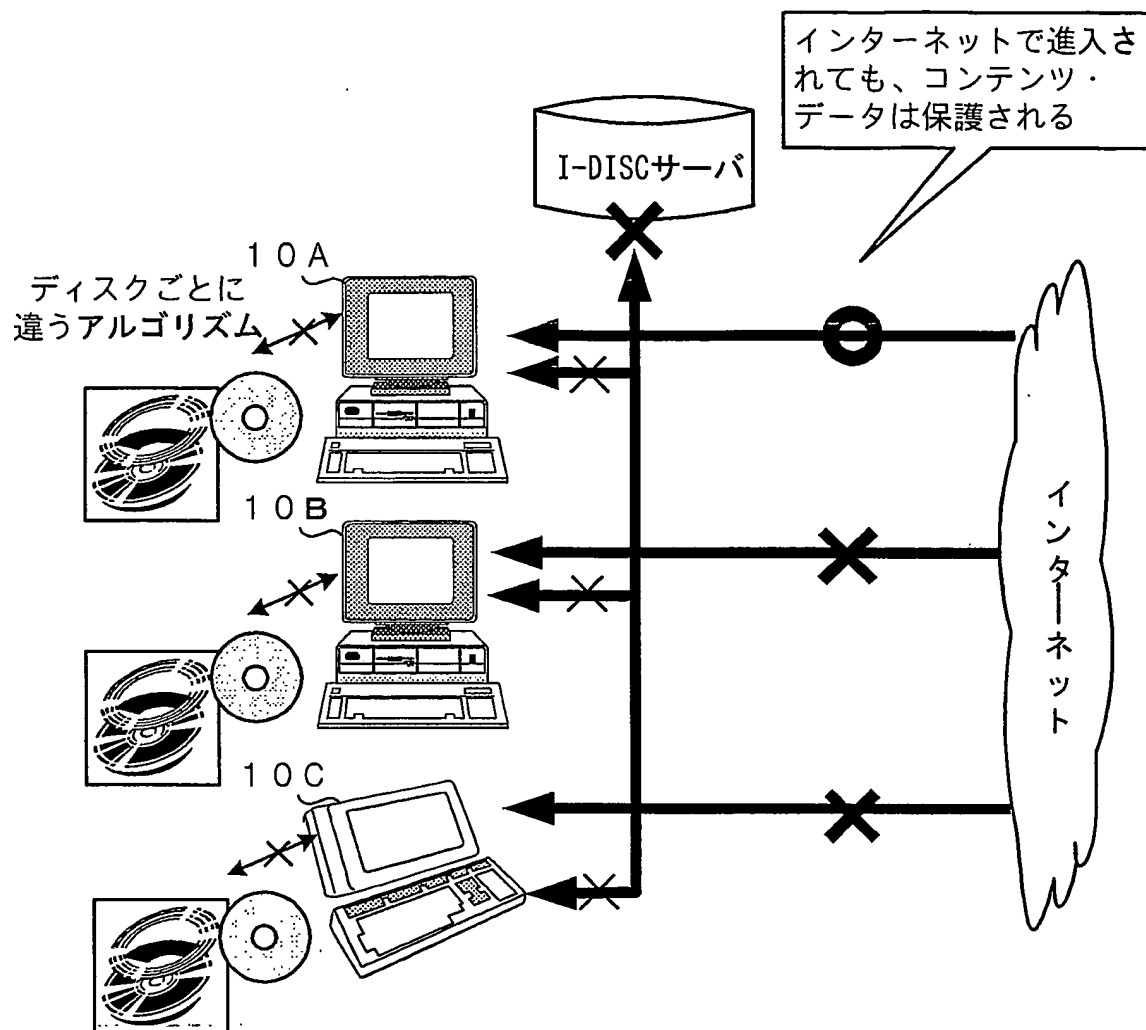 インターネットで進入さ
れても、コンテンツ・
データは保護される
I-DISCサーバ
10A
ディスクごとに
違うアルゴリズム
10B
インターネット
10C